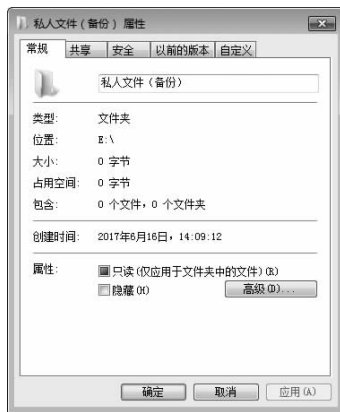 私人文件（备份） 属性
常规 共享 安全 以前的版本 自定义
私人文件（备份）
类型: 文件夹
位置: E:\
大小: 0 字节
占用空间: 0 字节
包含: 0 个文件，0 个文件夹
创建时间: 2017年6月16日，14:09:12
属性: 只读(仅应用于文件夹中的文件)(R)
隐藏(H) 高级(D)...
确定 取消 应用(A)